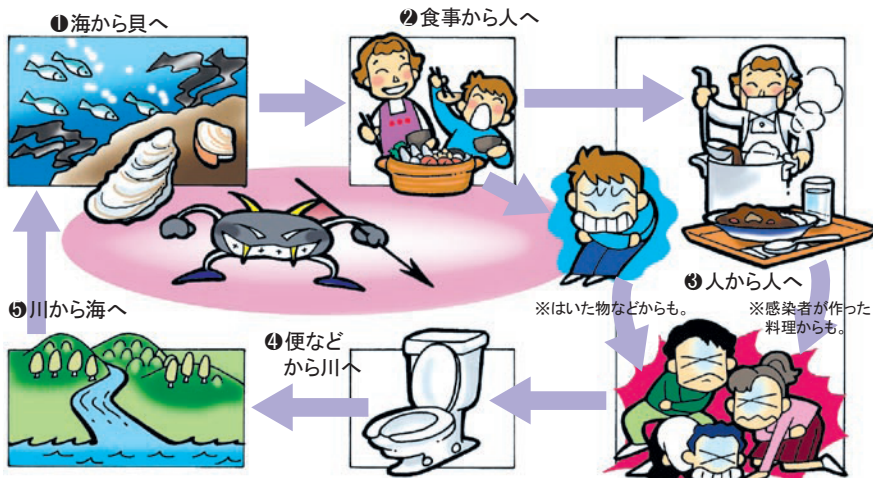 ❶海から貝へ
❷食事から人へ
❸人から人へ
※はいた物などからも。
※感染者が作った
料理からも。
❹便など
から川へ
❺川から海へ